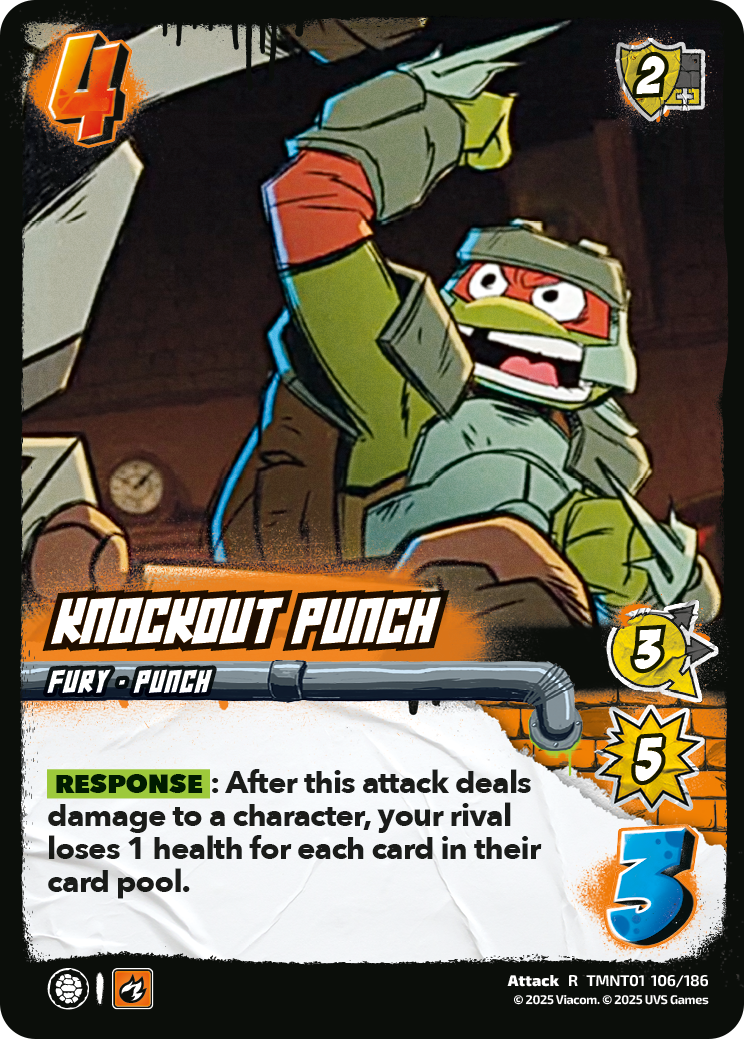 4
2
KNOCKOUT PUNCH
FURY · PUNCH
3
5
RESPONSE: After this attack deals
damage to a character, your rival
loses 1 health for each card in their
card pool.
3
Attack R TMNT01 106/186
© 2025 Viacom. © 2025 UVS Games